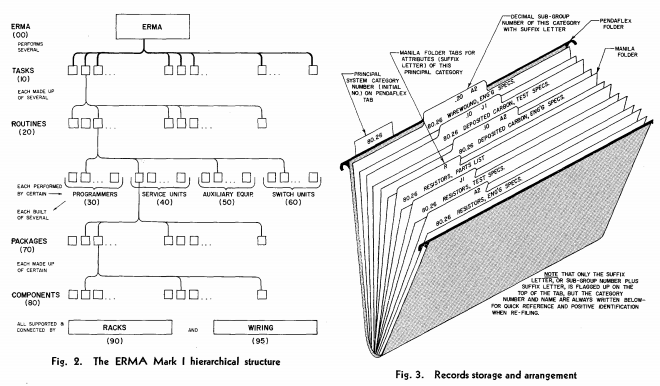 ERMA
(00)
ERMA
PERFORMS
SEVERAL
TASKS
(10)
EACH MADE UP
OF SEVERAL
ROUTINES
(20)
EACH PERFORMED
BY CERTAIN
PROGRAMMERS
(30)
SERVICE UNITS
(40)
AUXILIARY EQUIP.
(50)
SWITCH UNITS
(60)
EACH BUILT
OF SEVERAL
PACKAGES
(70)
EACH MADE UP
OF CERTAIN
COMPONENTS
(80)
ALL SUPPORTED &
CONNECTED BY
RACKS
(90)
AND
WIRING
(95)
Fig. 2. The ERMA Mark I hierarchical structure
DECIMAL SUB-GROUP
NUMBER OF THIS CATEGORY
WITH SUFFIX LETTER
PENDAFLEX
FOLDER
MANILA FOLDER TABS FOR
ATTRIBUTES (SUFFIX
LETTER) OF THIS
PRINCIPAL CATEGORY
MANILA
FOLDER
PRINCIPAL
SYSTEM CATEGORY
NUMBER (INITIAL
NO.) ON PENDAFLEX
TAB
80.26
.20 A2
80.26 WIREWOUND, ENG'G SPECS.
.10 J1
80.26 DEPOSITED CARBON, TEST SPECS.
.10 A2
80.26 DEPOSITED CARBON, ENG'G SPECS.
R
80.26 RESISTORS, PARTS LIST
J1
80.26 RESISTORS, TEST SPECS.
A2
80.26 RESISTORS, ENG'G SPECS.
NOTE THAT ONLY THE SUFFIX
LETTER, OR SUB-GROUP NUMBER PLUS
SUFFIX LETTER, IS FLAGGED UP ON THE
TOP OF THE TAB, BUT THE CATEGORY
NUMBER AND NAME ARE ALWAYS WRITTEN BELOW-
FOR QUICK REFERENCE AND POSITIVE IDENTIFICATION
WHEN RE-FILING.
Fig. 3. Records storage and arrangement